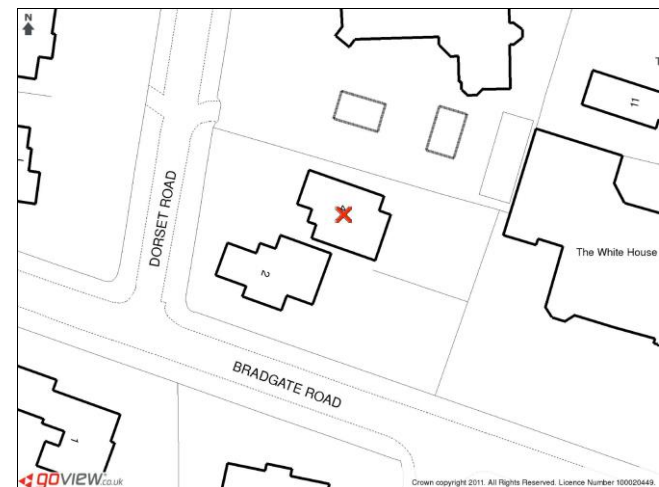 N
11
DORSET ROAD
The White House
2
BRADGATE ROAD
1
goview.co.uk
Crown copyright 2011. All Rights Reserved. Licence Number 100020449.